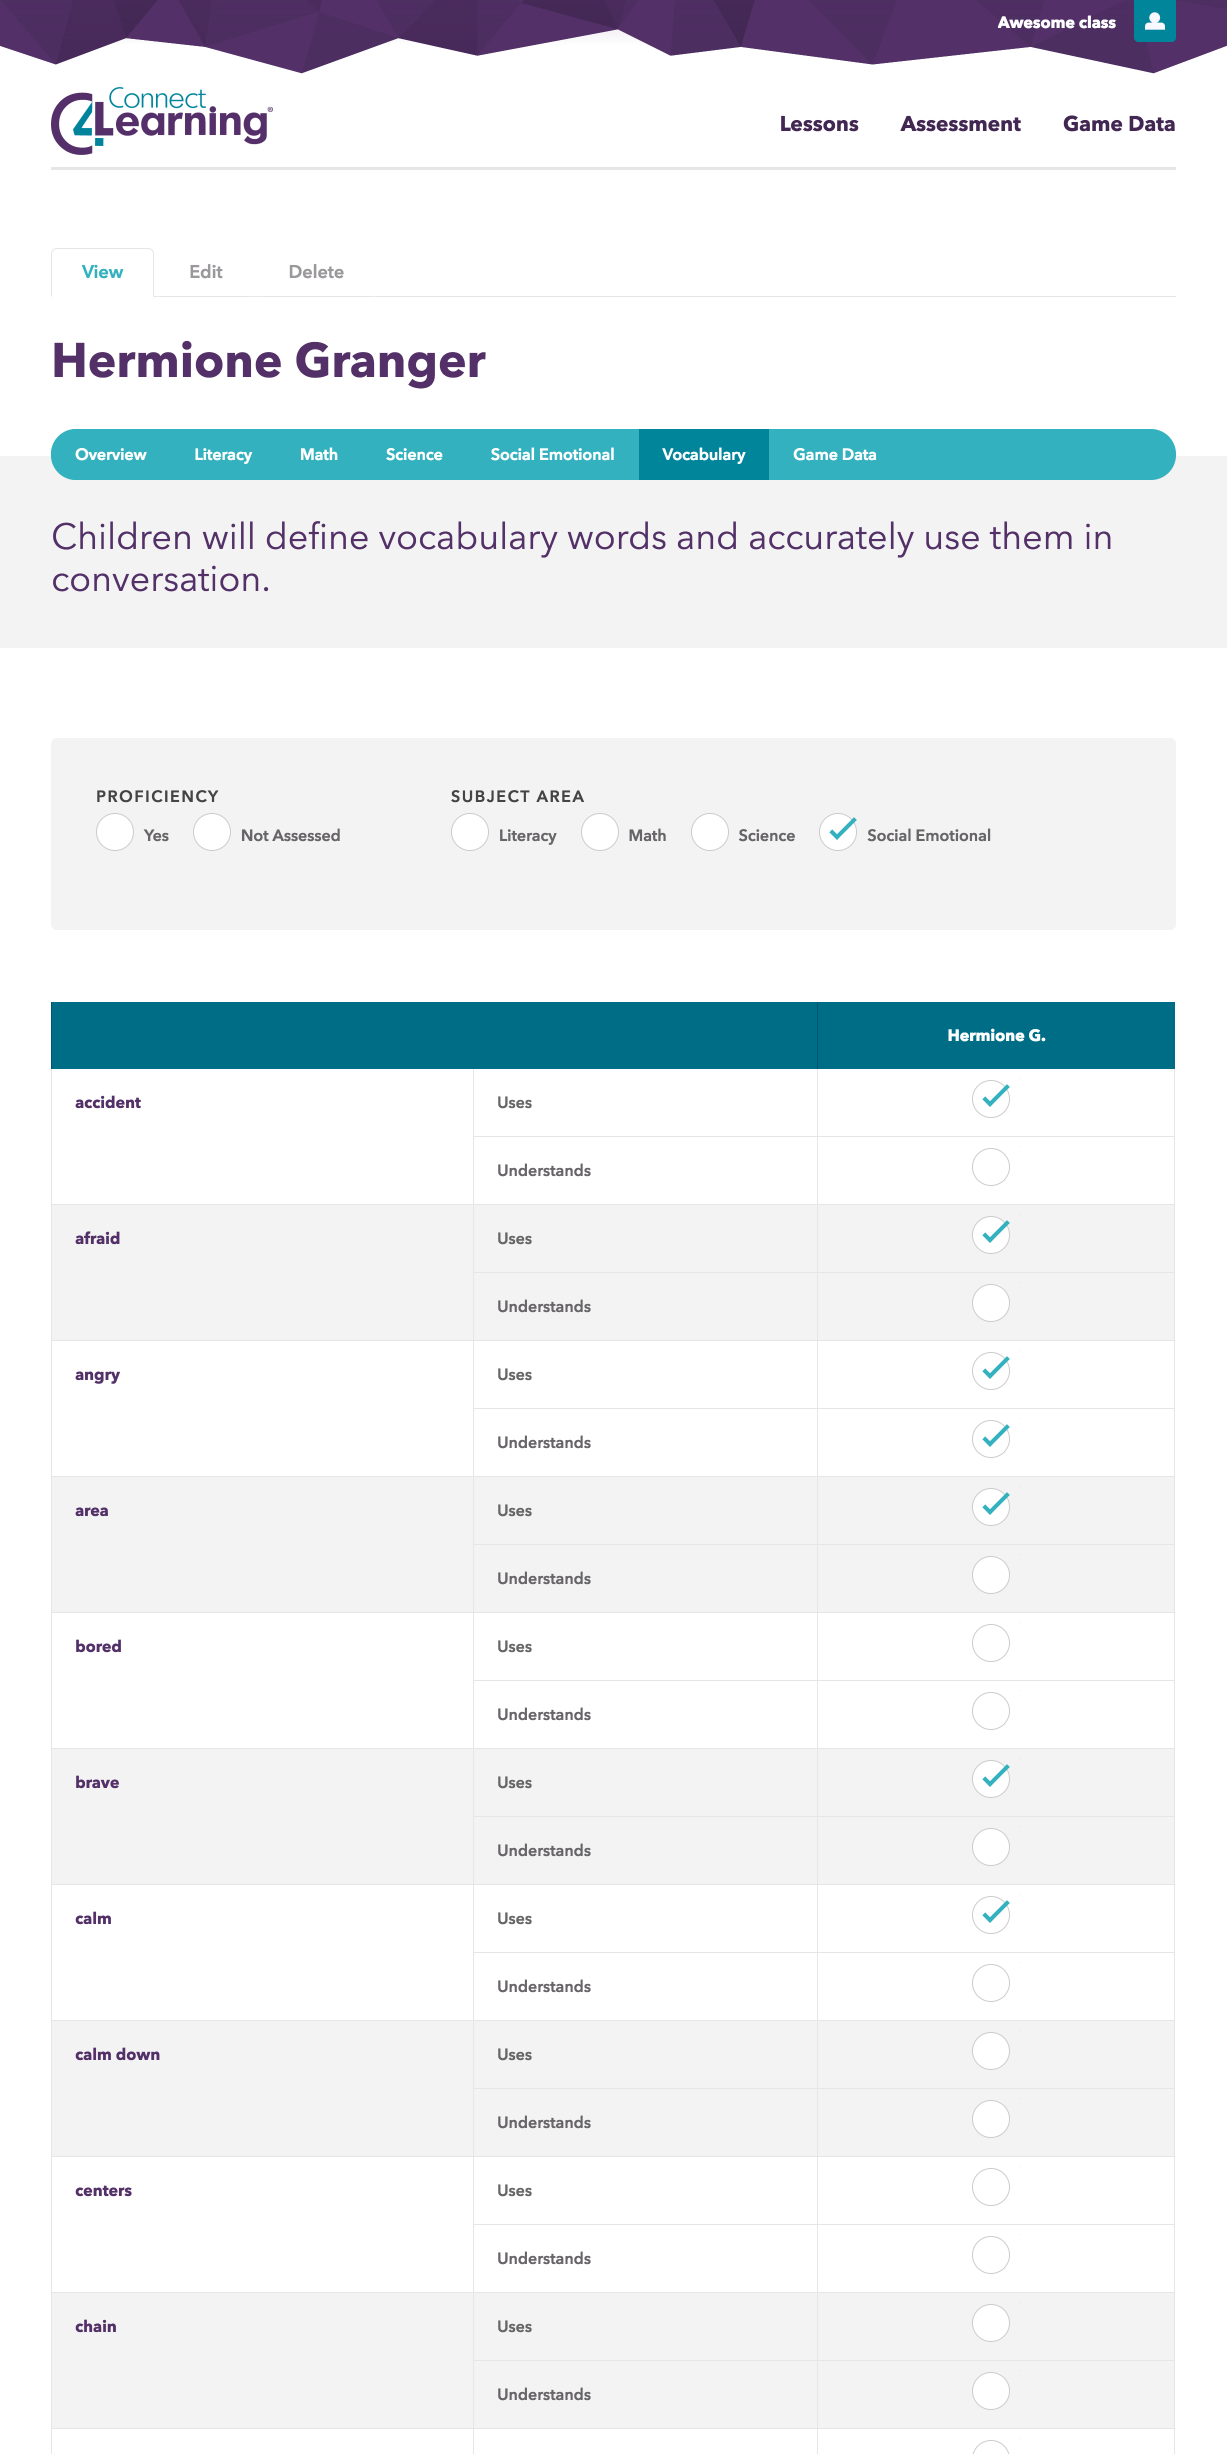 Awesome class
Connect
4Learning®
Lessons Assessment Game Data
View Edit Delete
Hermione Granger
Overview Literacy Math Science Social Emotional Vocabulary Game Data
Children will define vocabulary words and accurately use them in
conversation.
PROFICIENCY SUBJECT AREA
Yes Not Assessed Literacy Math Science Social Emotional
Hermione G.
accident Uses
Understands
afraid Uses
Understands
angry Uses
Understands
area Uses
Understands
bored Uses
Understands
brave Uses
Understands
calm Uses
Understands
calm down Uses
Understands
centers Uses
Understands
chain Uses
Understands